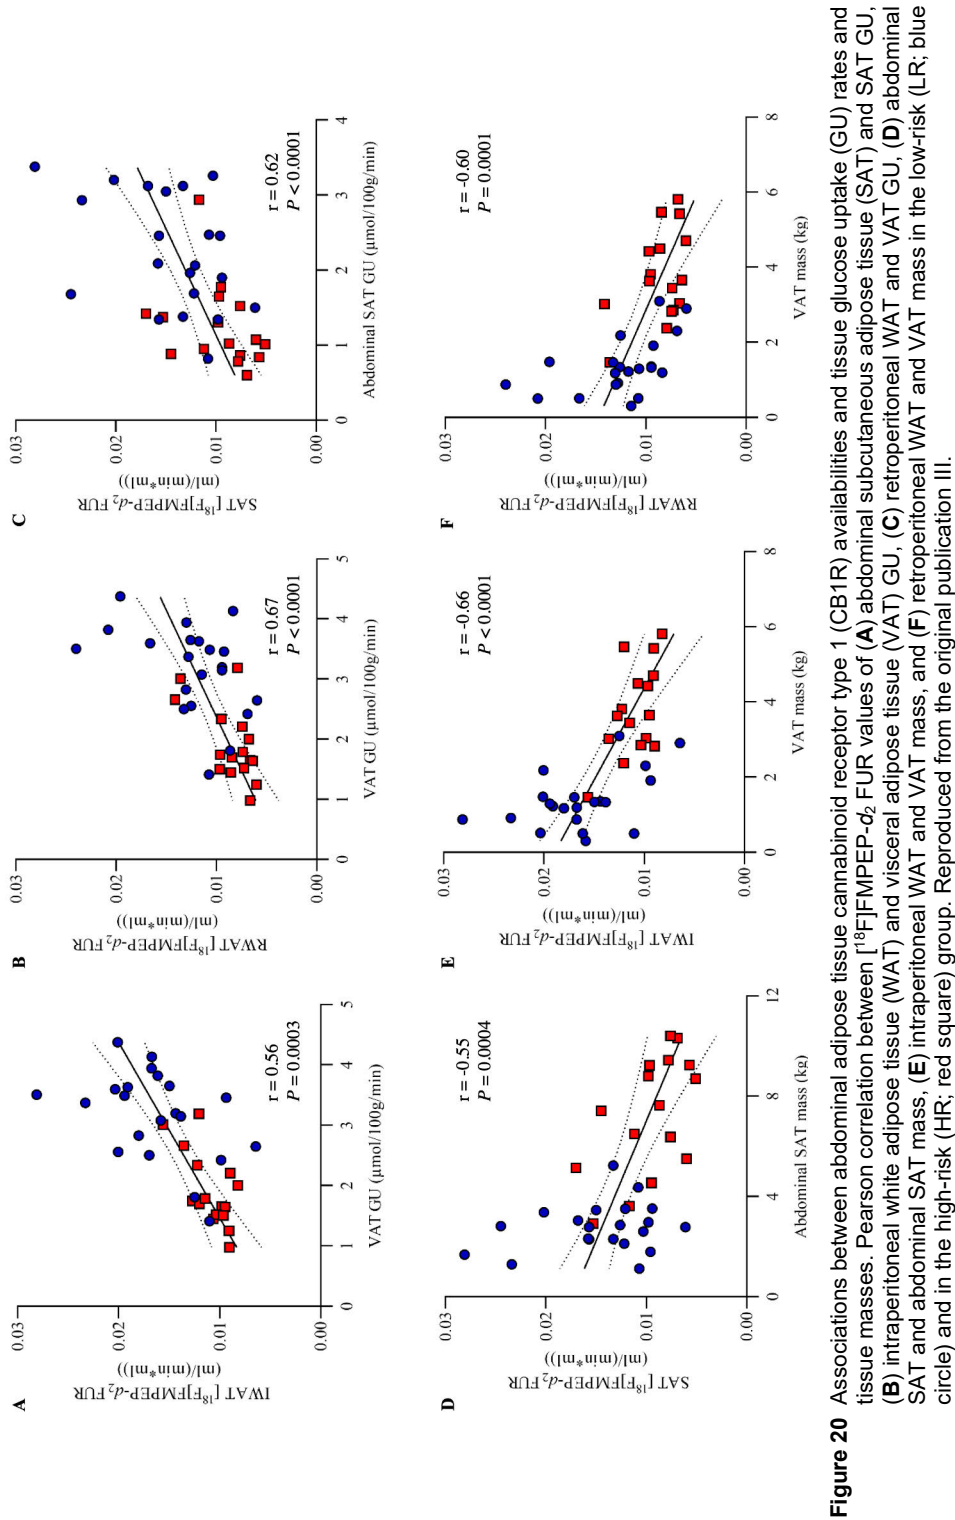 A
IWAT [18F]FMPEP-d2 FUR
(ml/(min*ml))
0.03
0.02
0.01
0.00
0
1
2
3
4
5
VAT GU (μmol/100g/min)
r = 0.56
P = 0.0003
B
RWAT [18F]FMPEP-d2 FUR
(ml/(min*ml))
0.03
0.02
0.01
0.00
0
1
2
3
4
5
VAT GU (μmol/100g/min)
r = 0.67
P < 0.0001
C
SAT [18F]FMPEP-d2 FUR
(ml/(min*ml))
0.03
0.02
0.01
0.00
0
1
2
3
4
Abdominal SAT GU (μmol/100g/min)
r = 0.62
P < 0.0001
D
SAT [18F]FMPEP-d2 FUR
(ml/(min*ml))
0.03
0.02
0.01
0.00
0
4
8
12
Abdominal SAT mass (kg)
r = -0.55
P = 0.0004
E
IWAT [18F]FMPEP-d2 FUR
(ml/(min*ml))
0.03
0.02
0.01
0.00
0
2
4
6
8
VAT mass (kg)
r = -0.66
P < 0.0001
F
RWAT [18F]FMPEP-d2 FUR
(ml/(min*ml))
0.03
0.02
0.01
0.00
0
2
4
6
8
VAT mass (kg)
r = -0.60
P = 0.0001
Figure 20 Associations between abdominal adipose tissue cannabinoid receptor type 1 (CB1R) availabilities and tissue glucose uptake (GU) rates and
tissue masses. Pearson correlation between [18F]FMPEP-d2 FUR values of (A) abdominal subcutaneous adipose tissue (SAT) and SAT GU,
(B) intraperitoneal white adipose tissue (WAT) and visceral adipose tissue (VAT) GU, (C) retroperitoneal WAT and VAT GU, (D) abdominal
SAT and abdominal SAT mass, (E) intraperitoneal WAT and VAT mass, and (F) retroperitoneal WAT and VAT mass in the low-risk (LR; blue
circle) and in the high-risk (HR; red square) group. Reproduced from the original publication III.